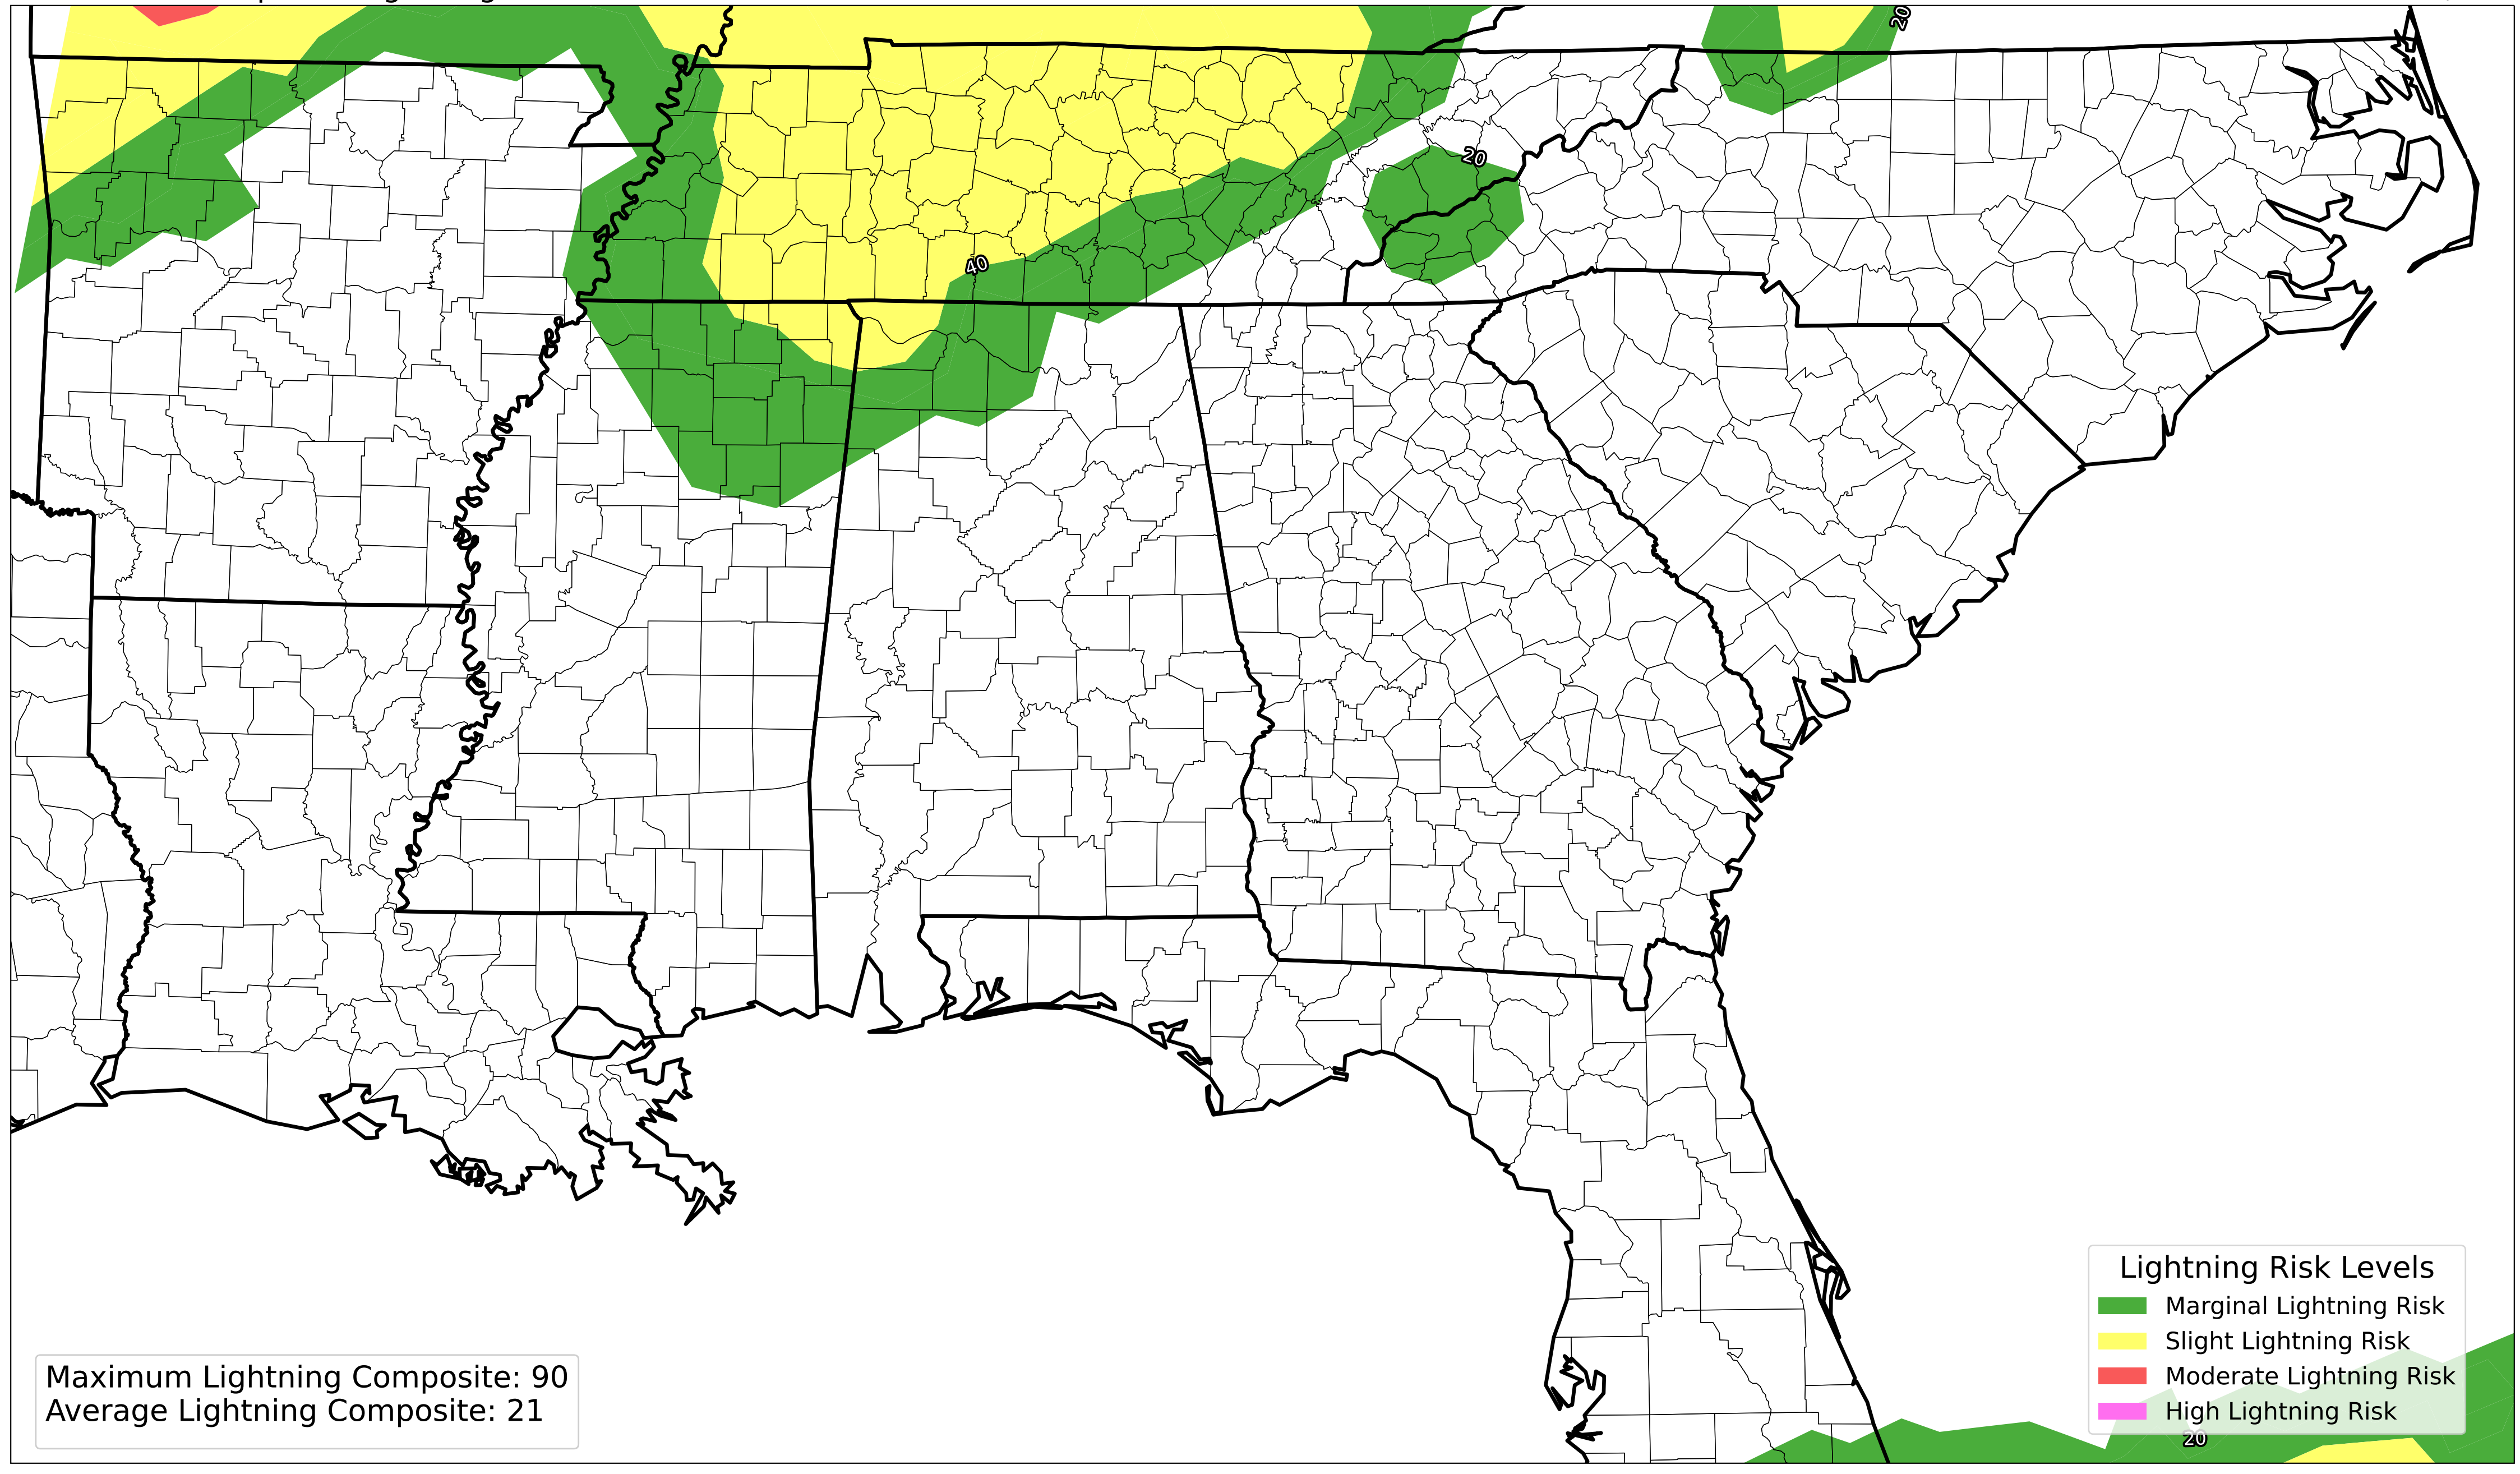 20
20
40
Lightning Risk Levels
Marginal Lightning Risk
Slight Lightning Risk
Moderate Lightning Risk
High Lightning Risk
20
Maximum Lightning Composite: 90
Average Lightning Composite: 21